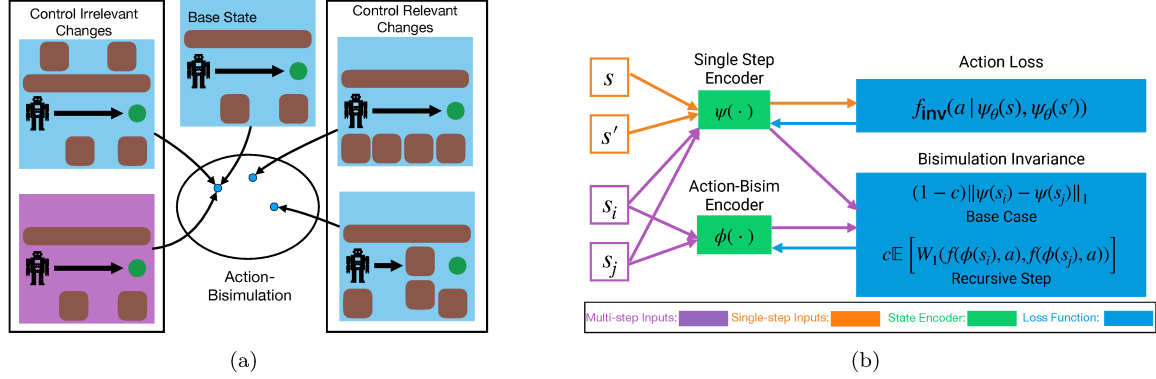 Control Irrelevant
Changes
Base State
Control Relevant
Changes
Action-
Bisimulation
(a)
Single Step
Encoder
Action Loss
s
s′
ψ( · )
f_inv(a | ψ_θ(s), ψ_θ(s′))
Bisimulation Invariance
Action-Bisim
Encoder
s_i
s_j
ϕ( · )
(1 − c)‖ψ(s_i) − ψ(s_j)‖_1
Base Case
c𝔼 [W_1(f(ϕ(s_i), a), f(ϕ(s_j), a))]
Recursive Step
Multi-step Inputs: Single-step Inputs: State Encoder: Loss Function:
(b)